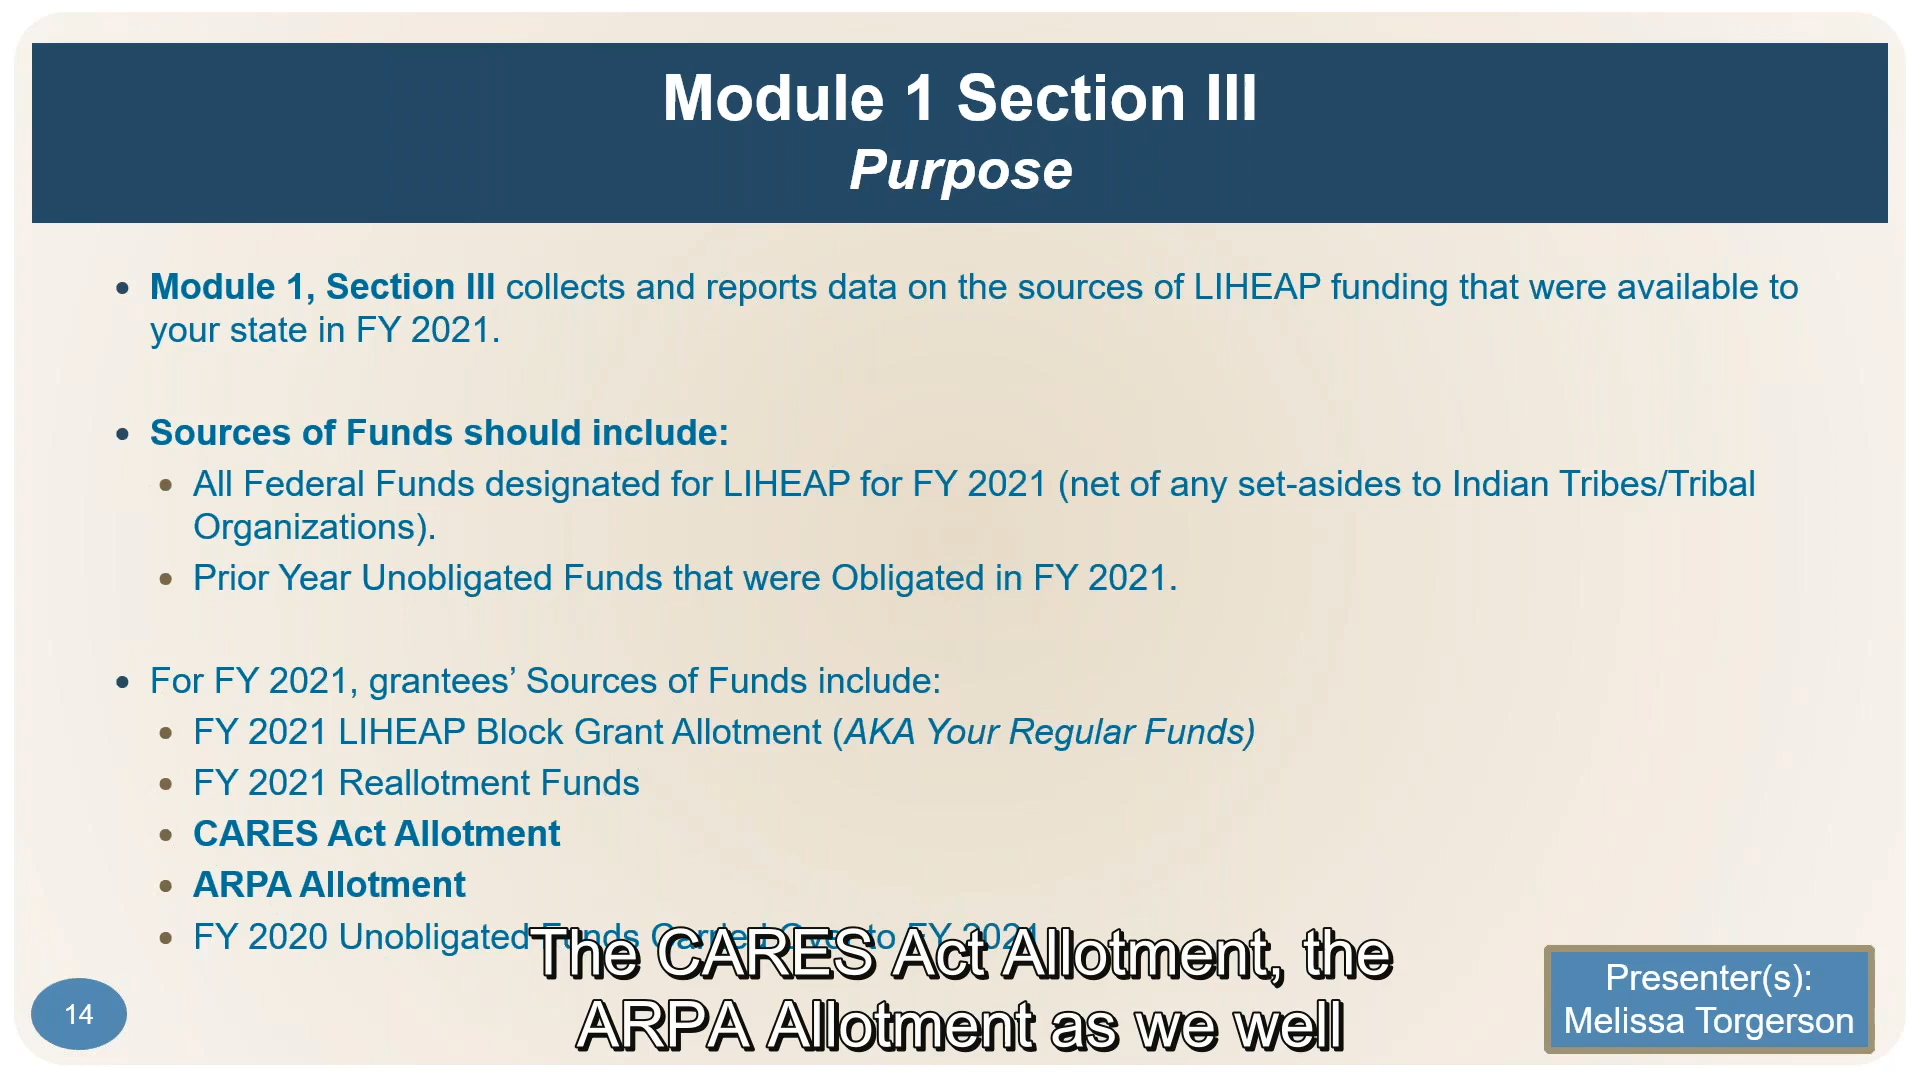 Module 1 Section III
Purpose
• Module 1, Section III collects and reports data on the sources of LIHEAP funding that were available to
your state in FY 2021.
• Sources of Funds should include:
• All Federal Funds designated for LIHEAP for FY 2021 (net of any set-asides to Indian Tribes/Tribal
Organizations).
• Prior Year Unobligated Funds that were Obligated in FY 2021.
• For FY 2021, grantees’ Sources of Funds include:
• FY 2021 LIHEAP Block Grant Allotment (AKA Your Regular Funds)
• FY 2021 Reallotment Funds
• CARES Act Allotment
• ARPA Allotment
• FY 2020 Unobligated Funds Carried Over to FY 2021
The CARES Act Allotment, the
ARPA Allotment as we well
14
Presenter(s):
Melissa Torgerson